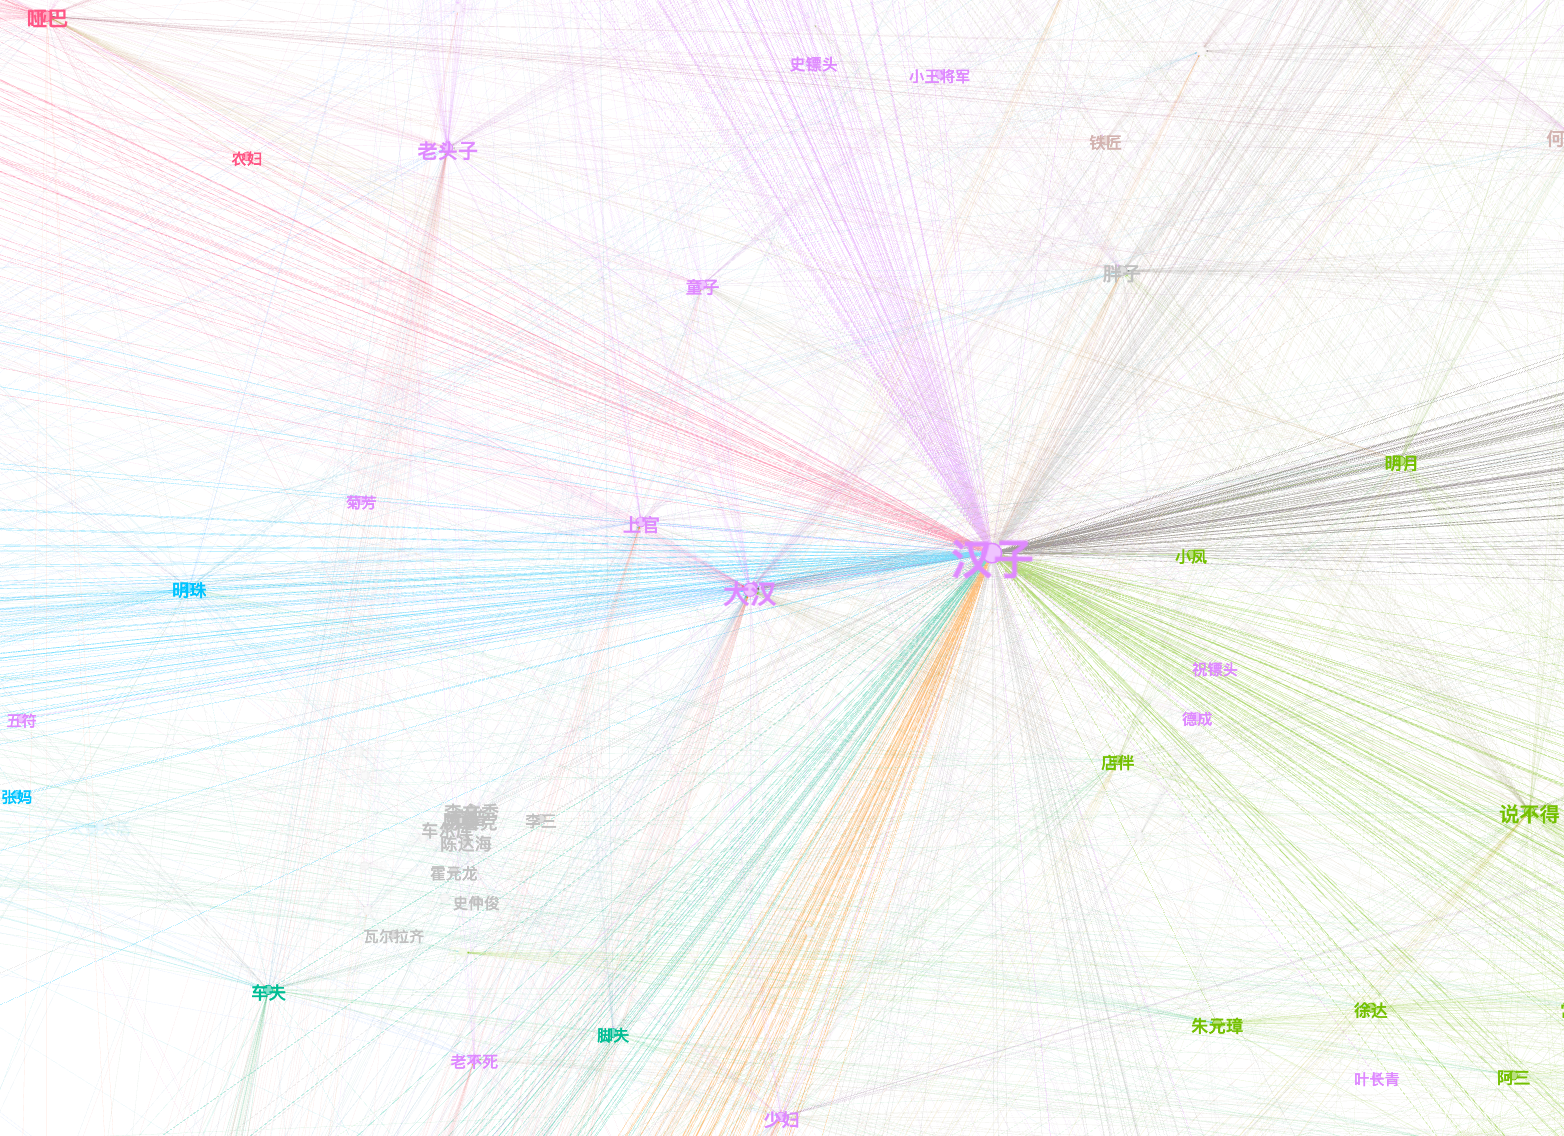 哑巴
史镖头
小王将军
铁匠
何
农妇
老头子
胖子
童子
明月
菊芳
上官
汉子
小凤
明珠
大汉
祝镖头
德成
五符
店伴
张妈
李三
说不得
陈达海
霍元龙
史仲俊
瓦尔拉齐
车夫
徐达
朱元璋
脚夫
老不死
叶长青
阿三
少妇